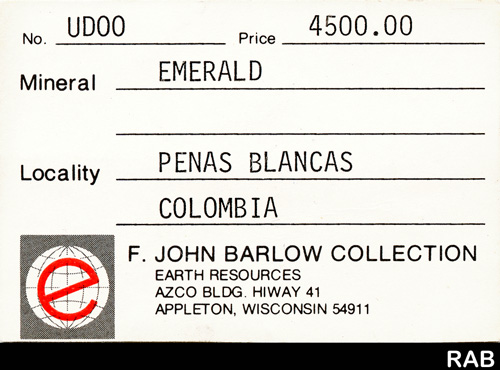 No. UDOO Price 4500.00
Mineral EMERALD
Locality PENAS BLANCAS
COLOMBIA
e F. JOHN BARLOW COLLECTION
EARTH RESOURCES
AZCO BLDG. HIWAY 41
APPLETON, WISCONSIN 54911
RAB